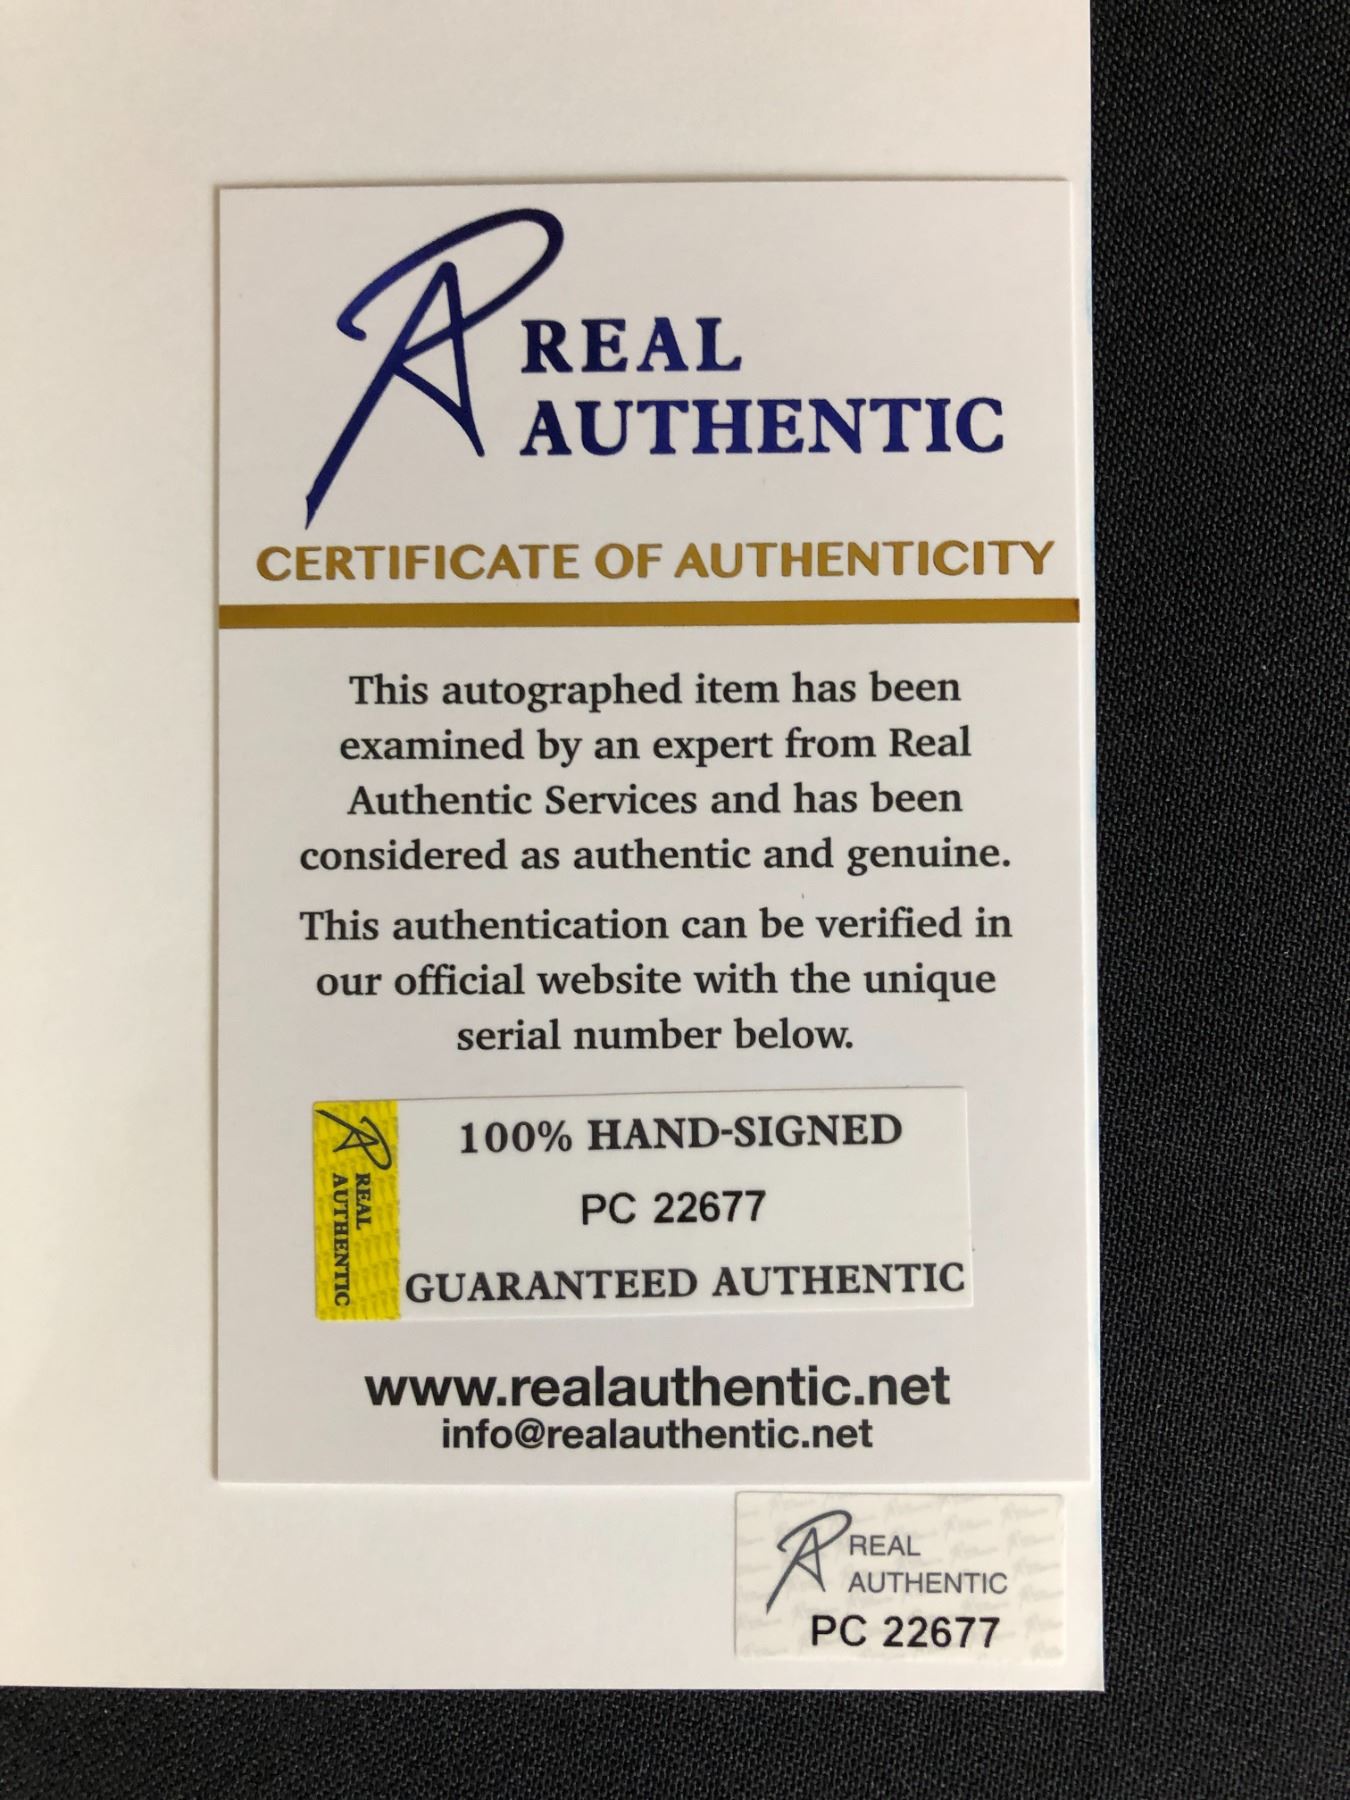 REAL
AUTHENTIC
CERTIFICATE OF AUTHENTICITY
This autographed item has been
examined by an expert from Real
Authentic Services and has been
considered as authentic and genuine.
This authentication can be verified in
our official website with the unique
serial number below.
REAL
AUTHENTIC
100% HAND-SIGNED
PC 22677
GUARANTEED AUTHENTIC
www.realauthentic.net
info@realauthentic.net
REAL
AUTHENTIC
PC 22677